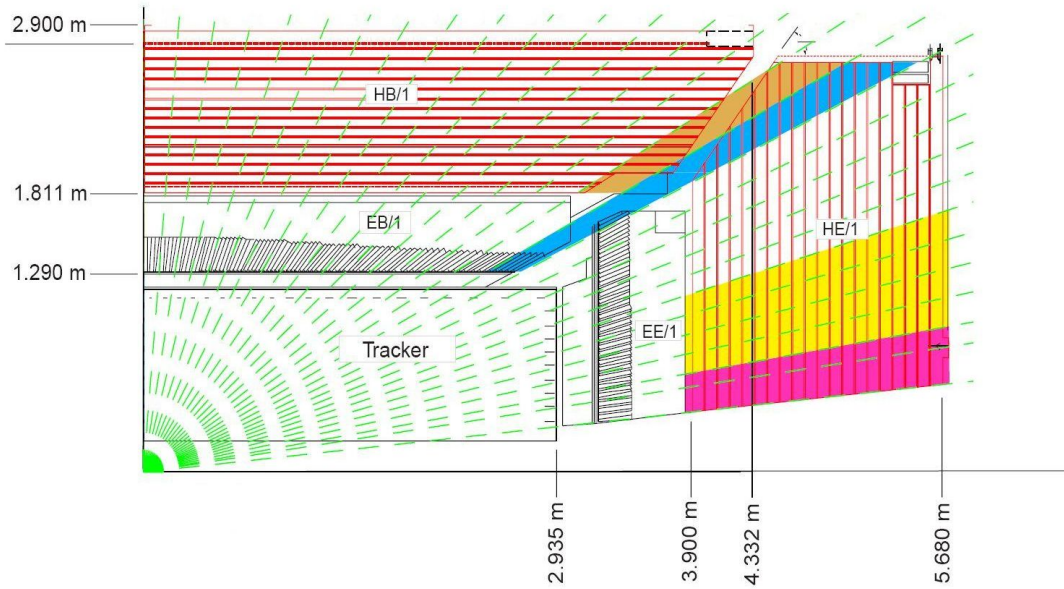 2.900 m
HB/1
1.811 m
EB/1
HE/1
1.290 m
EE/1
Tracker
2.935 m
3.900 m
4.332 m
5.680 m